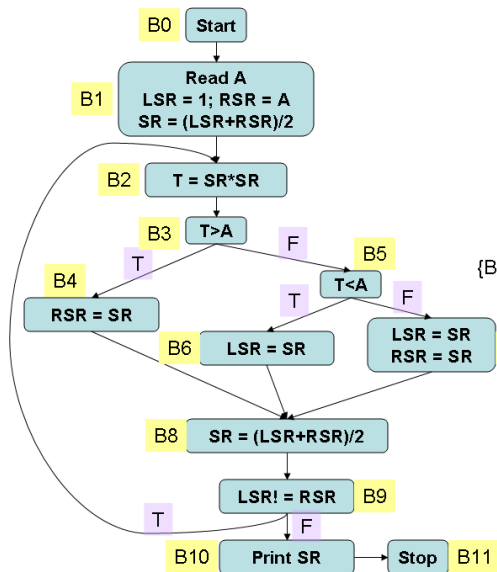 B0
Start
B1
Read A
LSR = 1; RSR = A
SR = (LSR+RSR)/2
B2
T = SR*SR
B3
T>A
T
F
B5
B4
T<A
{B
RSR = SR
T
F
B6
LSR = SR
LSR = SR
RSR = SR
B8
SR = (LSR+RSR)/2
LSR! = RSR
B9
T
F
B10
Print SR
Stop
B11